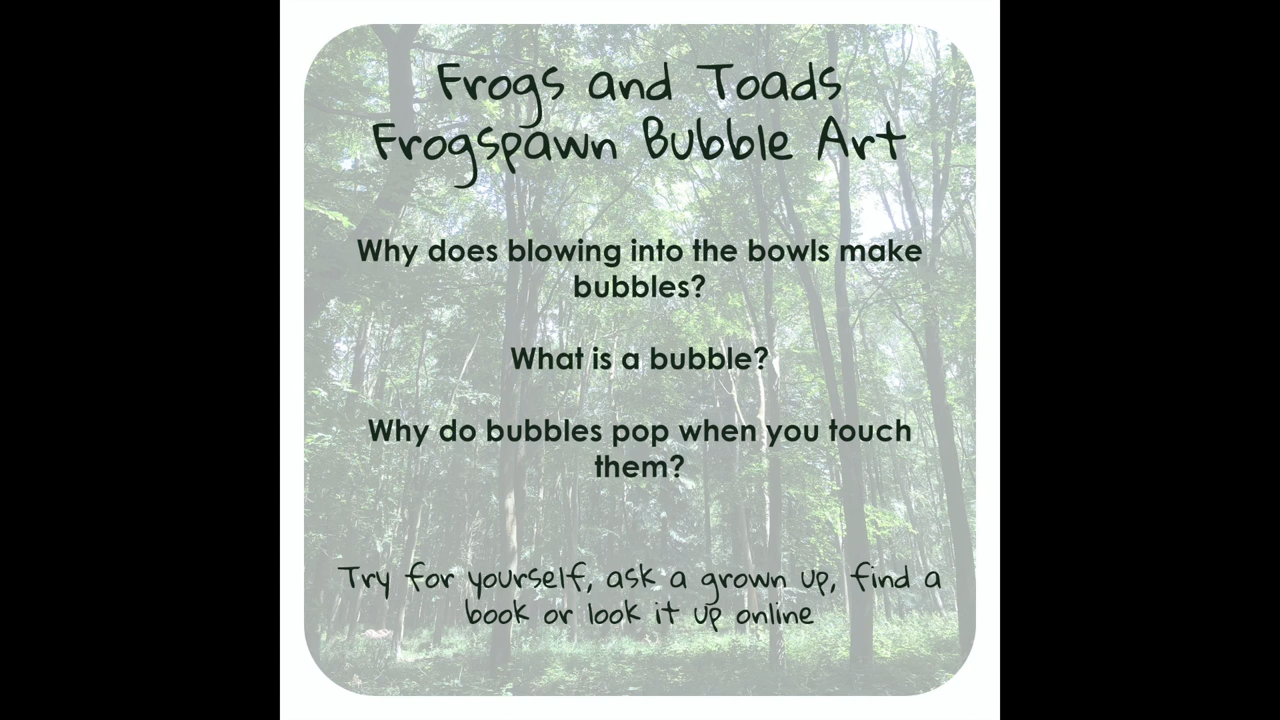 Frogs and Toads
Frogspawn Bubble Art
Why does blowing into the bowls make
bubbles?
What is a bubble?
Why do bubbles pop when you touch
them?
Try for yourself, ask a grown up, find a
book or look it up online